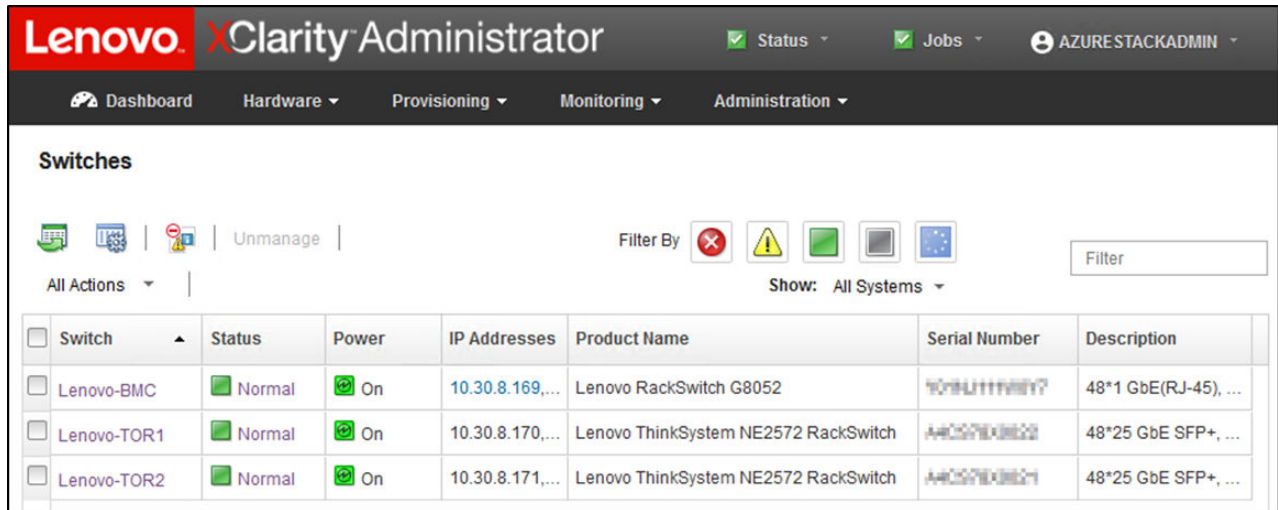 Lenovo. XClarity Administrator Status Jobs AZURESTACKADMIN
Dashboard Hardware Provisioning Monitoring Administration
Switches
Unmanage Filter By Filter
All Actions Show: All Systems
Switch Status Power IP Addresses Product Name Serial Number Description
Lenovo-BMC Normal On 10.30.8.169,... Lenovo RackSwitch G8052 48*1 GbE(RJ-45), ...
Lenovo-TOR1 Normal On 10.30.8.170,... Lenovo ThinkSystem NE2572 RackSwitch 48*25 GbE SFP+, ...
Lenovo-TOR2 Normal On 10.30.8.171,... Lenovo ThinkSystem NE2572 RackSwitch 48*25 GbE SFP+, ...